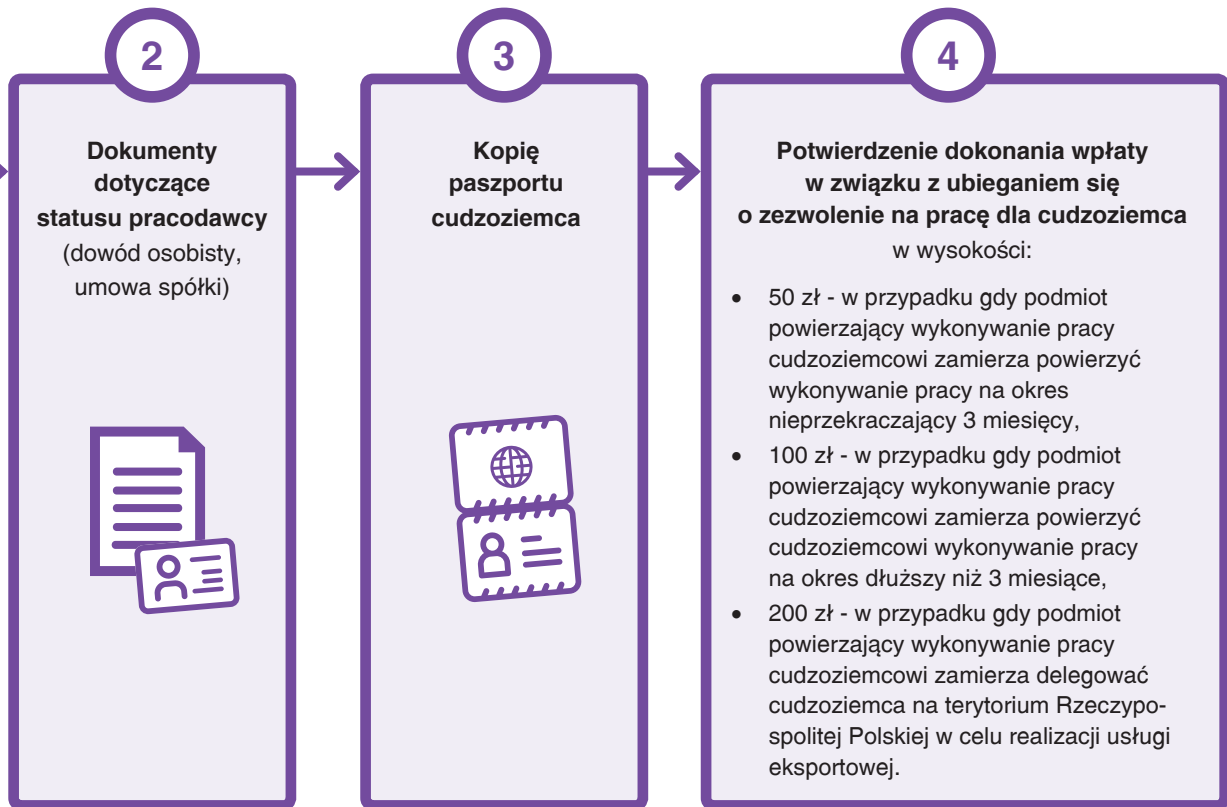 2
Dokumenty
dotyczące
statusu pracodawcy
(dowód osobisty,
umowa spółki)
3
Kopię
paszportu
cudzoziemca
4
Potwierdzenie dokonania wpłaty
w związku z ubieganiem się
o zezwolenie na pracę dla cudzoziemca
w wysokości:
• 50 zł - w przypadku gdy podmiot
powierzający wykonywanie pracy
cudzoziemcowi zamierza powierzyć
wykonywanie pracy na okres
nieprzekraczający 3 miesięcy,
• 100 zł - w przypadku gdy podmiot
powierzający wykonywanie pracy
cudzoziemcowi zamierza powierzyć
cudzoziemcowi wykonywanie pracy
na okres dłuższy niż 3 miesiące,
• 200 zł - w przypadku gdy podmiot
powierzający wykonywanie pracy
cudzoziemcowi zamierza delegować
cudzoziemca na terytorium Rzeczypo-
spolitej Polskiej w celu realizacji usługi
eksportowej.